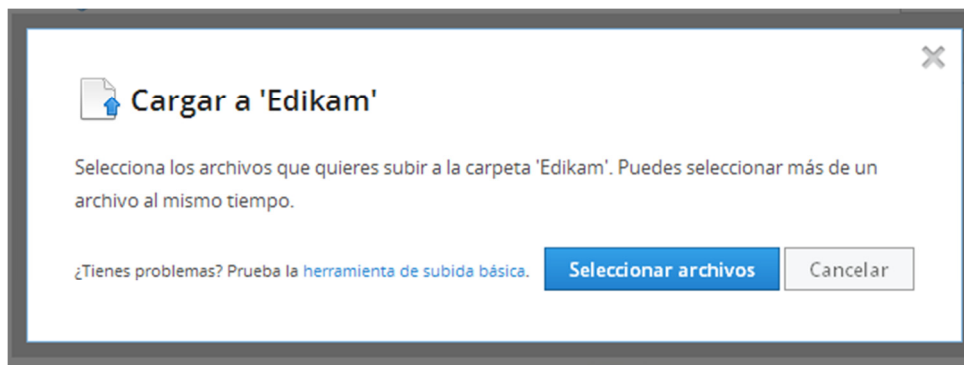 Cargar a 'Edikam'
Selecciona los archivos que quieres subir a la carpeta 'Edikam'. Puedes seleccionar más de un
archivo al mismo tiempo.
¿Tienes problemas? Prueba la herramienta de subida básica. Seleccionar archivos Cancelar